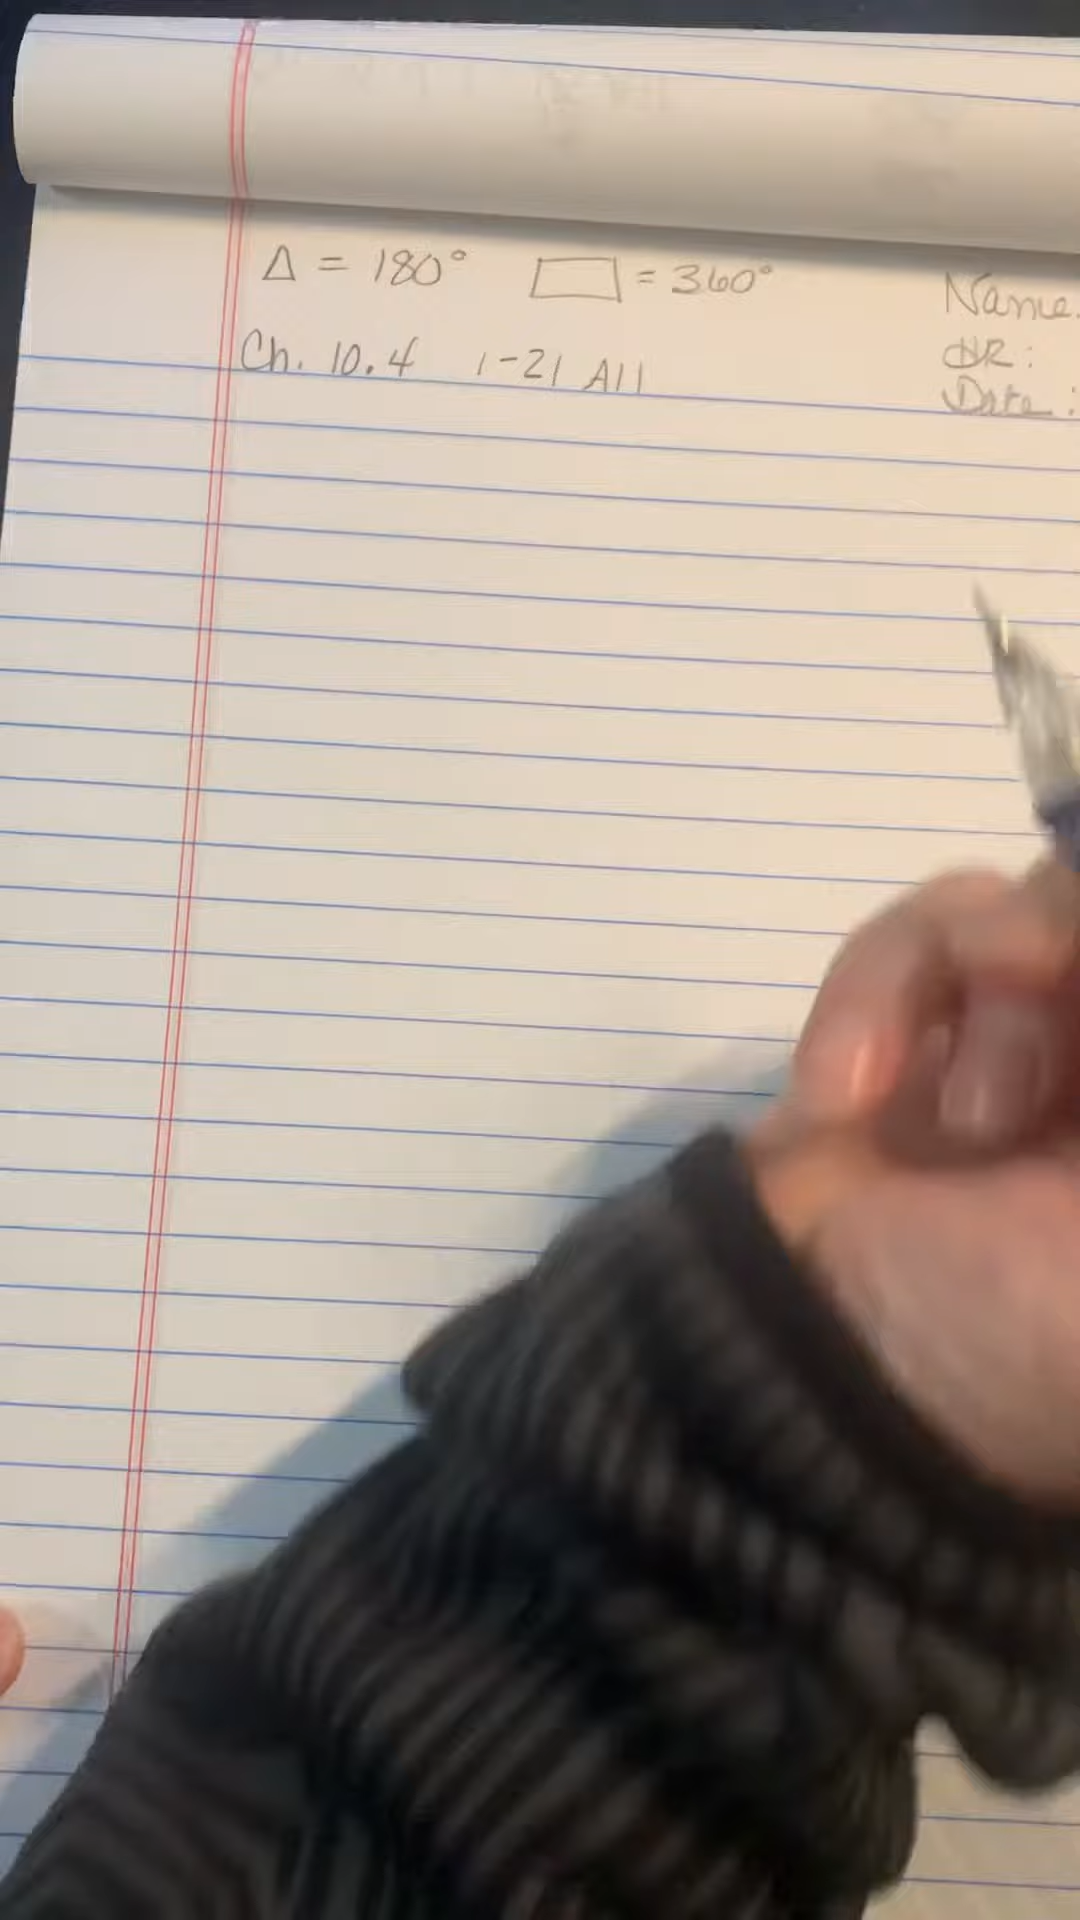 Δ = 180° ▭ = 360°
Name.
Ch. 10.4 1-21 All
HR:
Date: